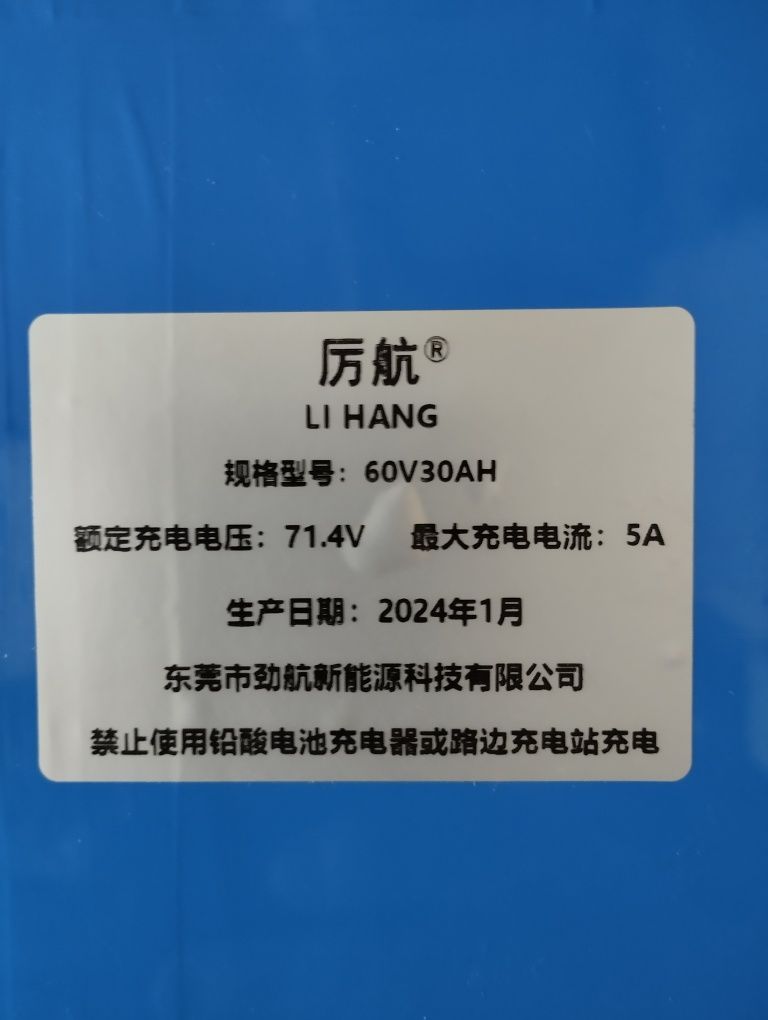 厉航®
LI HANG
规格型号：60V30AH
额定充电电压：71.4V 最大充电电流：5A
生产日期：2024年1月
东莞市劲航新能源科技有限公司
禁止使用铅酸电池充电器或路边充电站充电